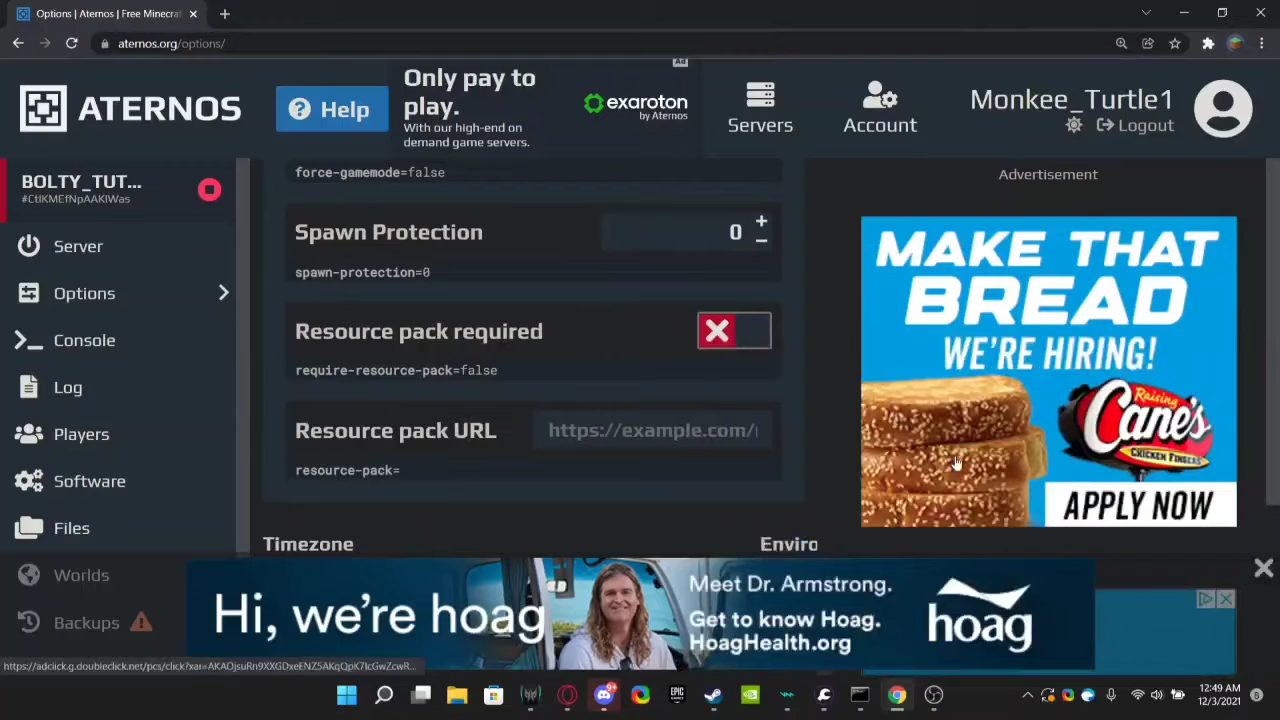 Options | Aternos | Free Minecraf
aternos.org/options/
ATERNOS
Help
Only pay to
play.
With our high-end on
demand game servers.
Ad
exaroton
by Aternos
Servers
Account
Monkee_Turtle1
Logout
BOLTY_TUT...
Server
Options
Console
Log
Players
Software
Files
Worlds
Backups
force-gamemode=false
Spawn Protection
0
spawn-protection=0
Resource pack required
require-resource-pack=false
Resource pack URL
https://example.com/
resource-pack=
Timezone
Enviro
Advertisement
MAKE THAT
BREAD
WE'RE HIRING!
Raising
Cane's
CHICKEN FINGERS
APPLY NOW
Hi, we're hoag
Meet Dr. Armstrong.
Get to know Hoag.
HoagHealth.org
hoag
EPIC
GAMES
12:49 AM
12/3/2021